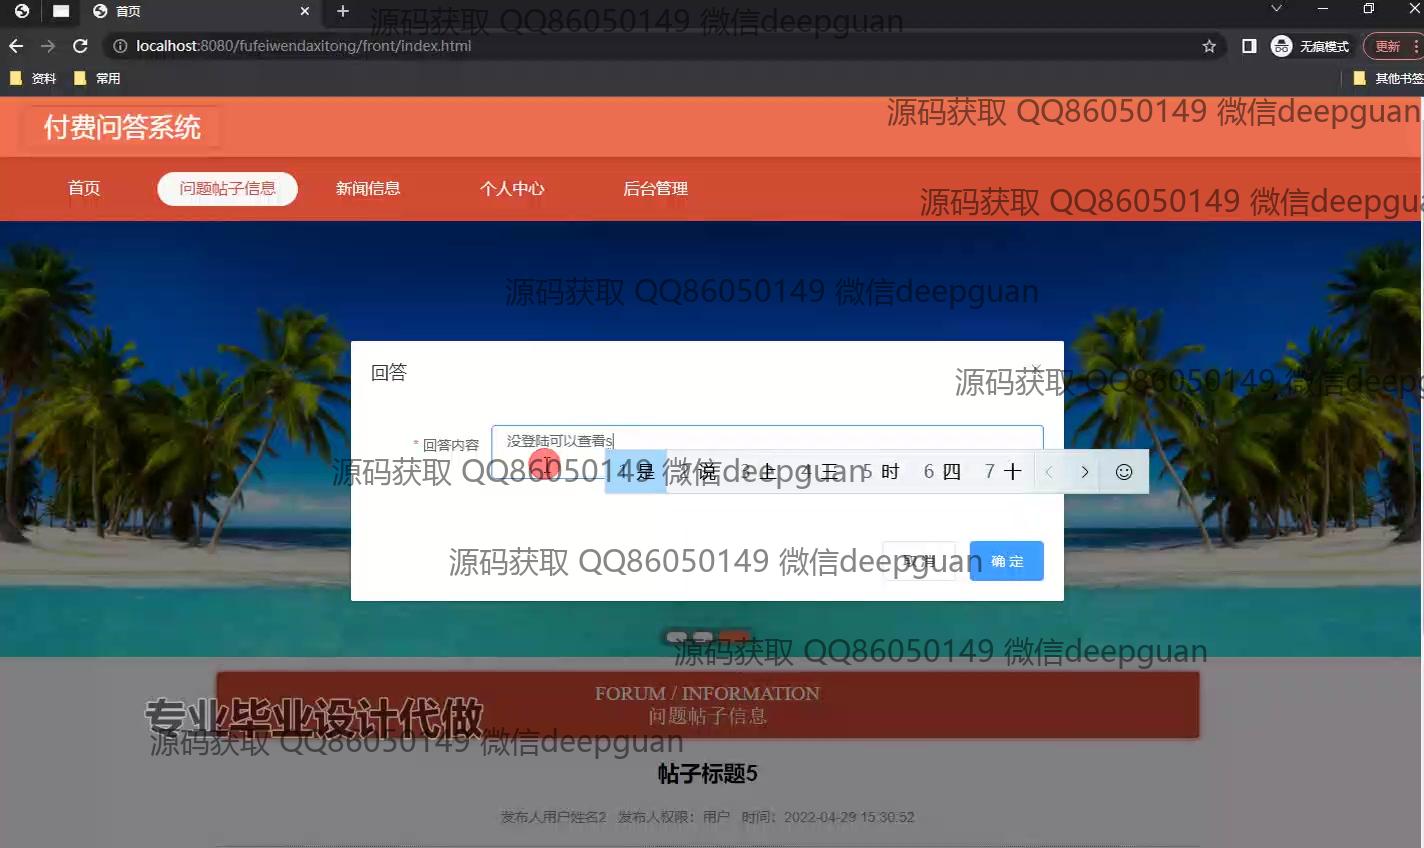 首页
源码获取 QQ86050149 微信deepguan
localhost:8080/fufeiwendaxitong/front/index.html
无痕模式
更新
资料
常用
其他书签
付费问答系统
源码获取 QQ86050149 微信deepguan
首页
问题帖子信息
新闻信息
个人中心
后台管理
源码获取 QQ86050149 微信deepgua
源码获取 QQ86050149 微信deepguan
回答
源码获取 QQ86050149 微信deepg
* 回答内容
没登陆可以查看s
1 是 2 说 3 上 4 三 5 时 6 四 7 十
源码获取 QQ86050149 微信deepguan
源码获取 QQ86050149 微信deepguan
取消
确定
源码获取 QQ86050149 微信deepguan
FORUM / INFORMATION
问题帖子信息
专业毕业设计代做
源码获取 QQ86050149 微信deepguan
帖子标题5
发布人用户姓名2 发布人权限：用户 时间：2022-04-29 15:30:52